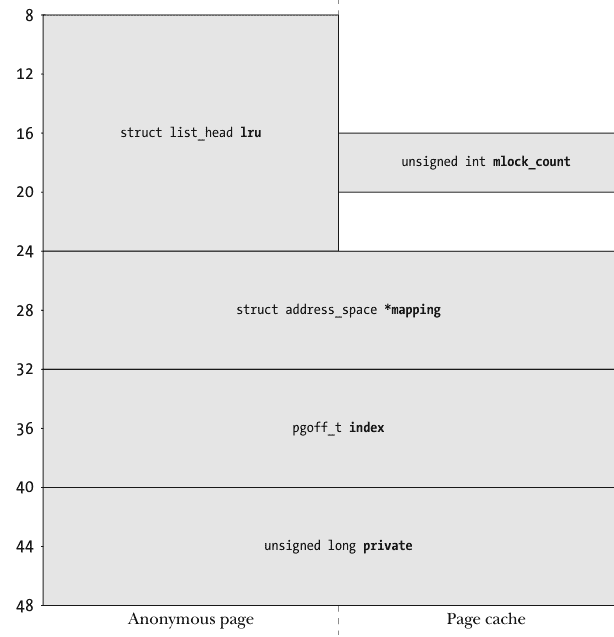 8
12
struct list_head lru
16
unsigned int mlock_count
20
24
struct address_space *mapping
28
32
pgoff_t index
36
40
unsigned long private
44
48
Anonymous page
Page cache